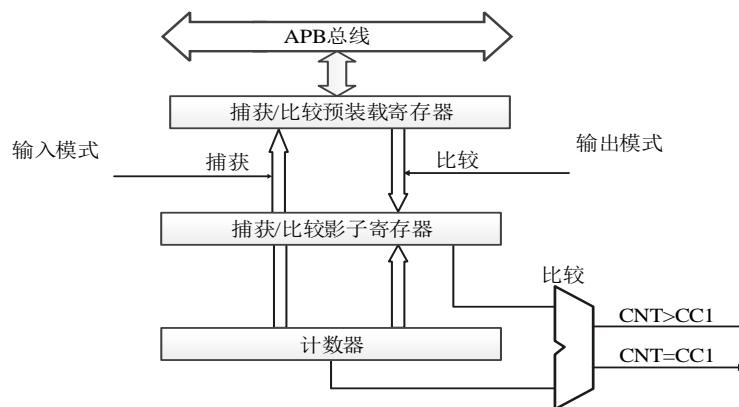 APB总线
捕获/比较预装载寄存器
输入模式
捕获
比较
输出模式
捕获/比较影子寄存器
比较
CNT>CC1
计数器
CNT=CC1